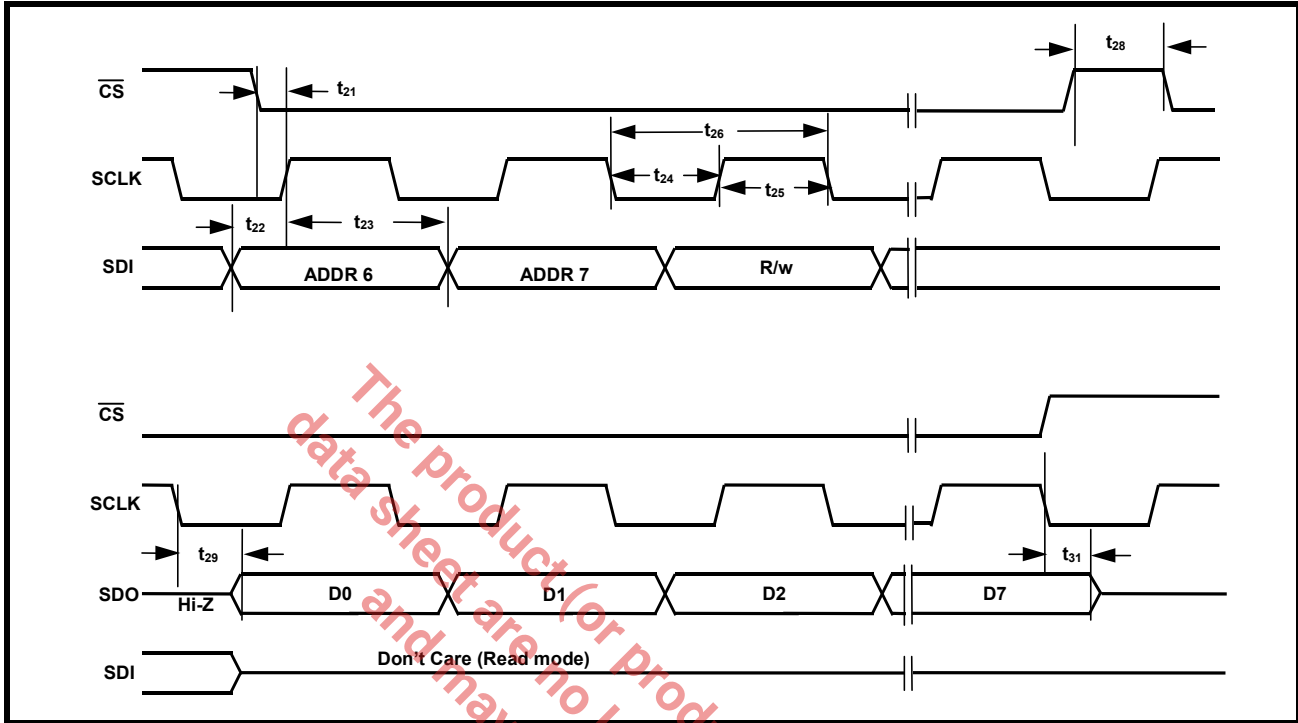 t28
CS
t21
t26
SCLK
t24
t25
t22
t23
SDI
ADDR 6
ADDR 7
R/w
CS
SCLK
t29
t31
SDO
Hi-Z
D0
D1
D2
D7
SDI
Don't Care (Read mode)
The product (or prod
data sheet are no
and may